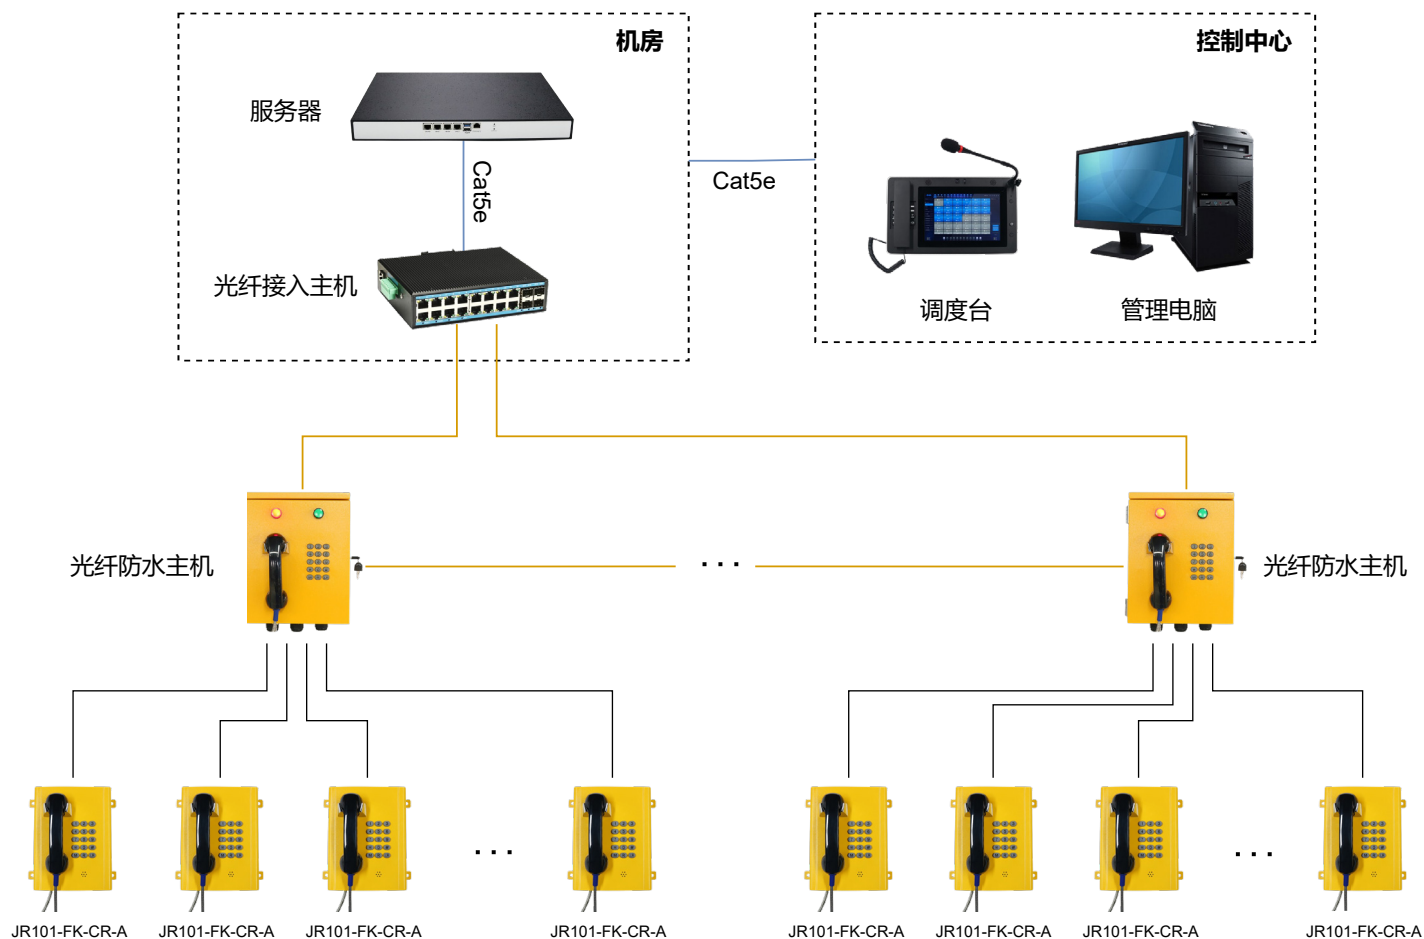 机房
控制中心
服务器
Cat5e
Cat5e
光纤接入主机
调度台
管理电脑
光纤防水主机
. . .
光纤防水主机
. . .
. . .
JR101-FK-CR-A
JR101-FK-CR-A
JR101-FK-CR-A
JR101-FK-CR-A
JR101-FK-CR-A
JR101-FK-CR-A
JR101-FK-CR-A
JR101-FK-CR-A